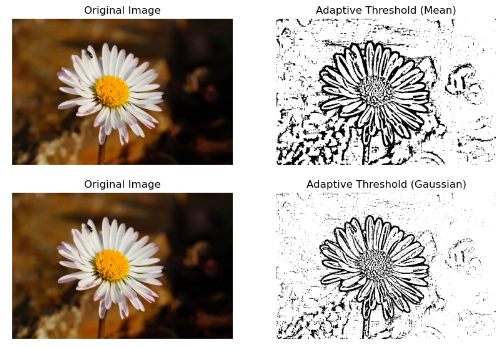 Original Image
Adaptive Threshold (Mean)
Original Image
Adaptive Threshold (Gaussian)